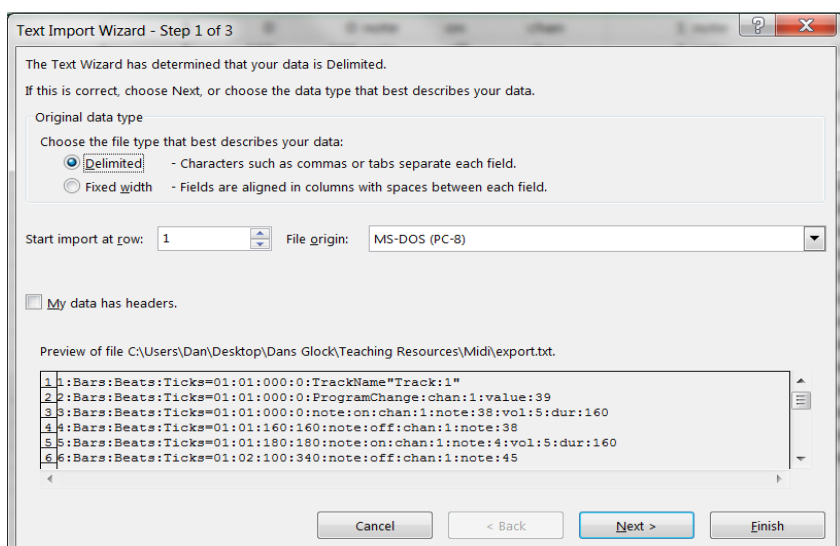 Text Import Wizard - Step 1 of 3
The Text Wizard has determined that your data is Delimited.
If this is correct, choose Next, or choose the data type that best describes your data.
Original data type
Choose the file type that best describes your data:
Delimited - Characters such as commas or tabs separate each field.
Fixed width - Fields are aligned in columns with spaces between each field.
Start import at row: 1 File origin: MS-DOS (PC-8)
My data has headers.
Preview of file C:\Users\Dan\Desktop\Dans Glock\Teaching Resources\Midi\export.txt.
1 1:Bars:Beats:Ticks=01:01:000:0:TrackName"Track:1"
2 2:Bars:Beats:Ticks=01:01:000:0:ProgramChange:chan:1:value:39
3 3:Bars:Beats:Ticks=01:01:000:0:note:on:chan:1:note:38:vol:5:dur:160
4 4:Bars:Beats:Ticks=01:01:160:160:note:off:chan:1:note:38
5 5:Bars:Beats:Ticks=01:01:180:180:note:on:chan:1:note:4:vol:5:dur:160
6 6:Bars:Beats:Ticks=01:02:100:340:note:off:chan:1:note:45
Cancel < Back Next > Finish